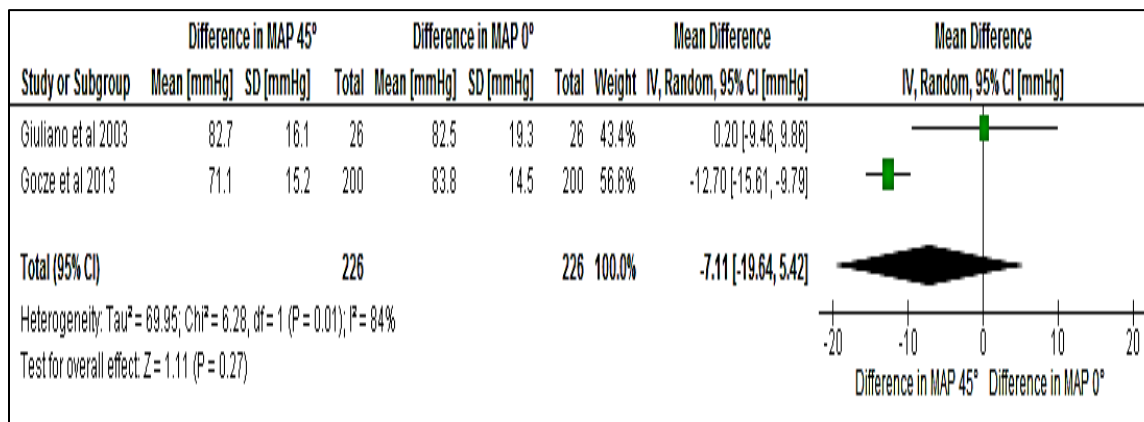 Difference in MAP 45° Difference in MAP 0° Mean Difference Mean Difference
Study or Subgroup Mean [mmHg] SD [mmHg] Total Mean [mmHg] SD [mmHg] Total Weight IV, Random, 95% CI [mmHg] IV, Random, 95% CI [mmHg]
Giuliano et al 2003 82.7 16.1 26 82.5 19.3 26 43.4% 0.20 [-9.46, 9.86]
Gocze et al 2013 71.1 15.2 200 83.8 14.5 200 56.6% -12.70 [-15.61, -9.79]
Total (95% CI) 226 226 100.0% -7.11 [-19.64, 5.42]
Heterogeneity: Tau² = 69.95; Chi² = 6.28, df = 1 (P = 0.01); I² = 84%
Test for overall effect: Z = 1.11 (P = 0.27)
-20 -10 0 10 20
Difference in MAP 45° Difference in MAP 0°